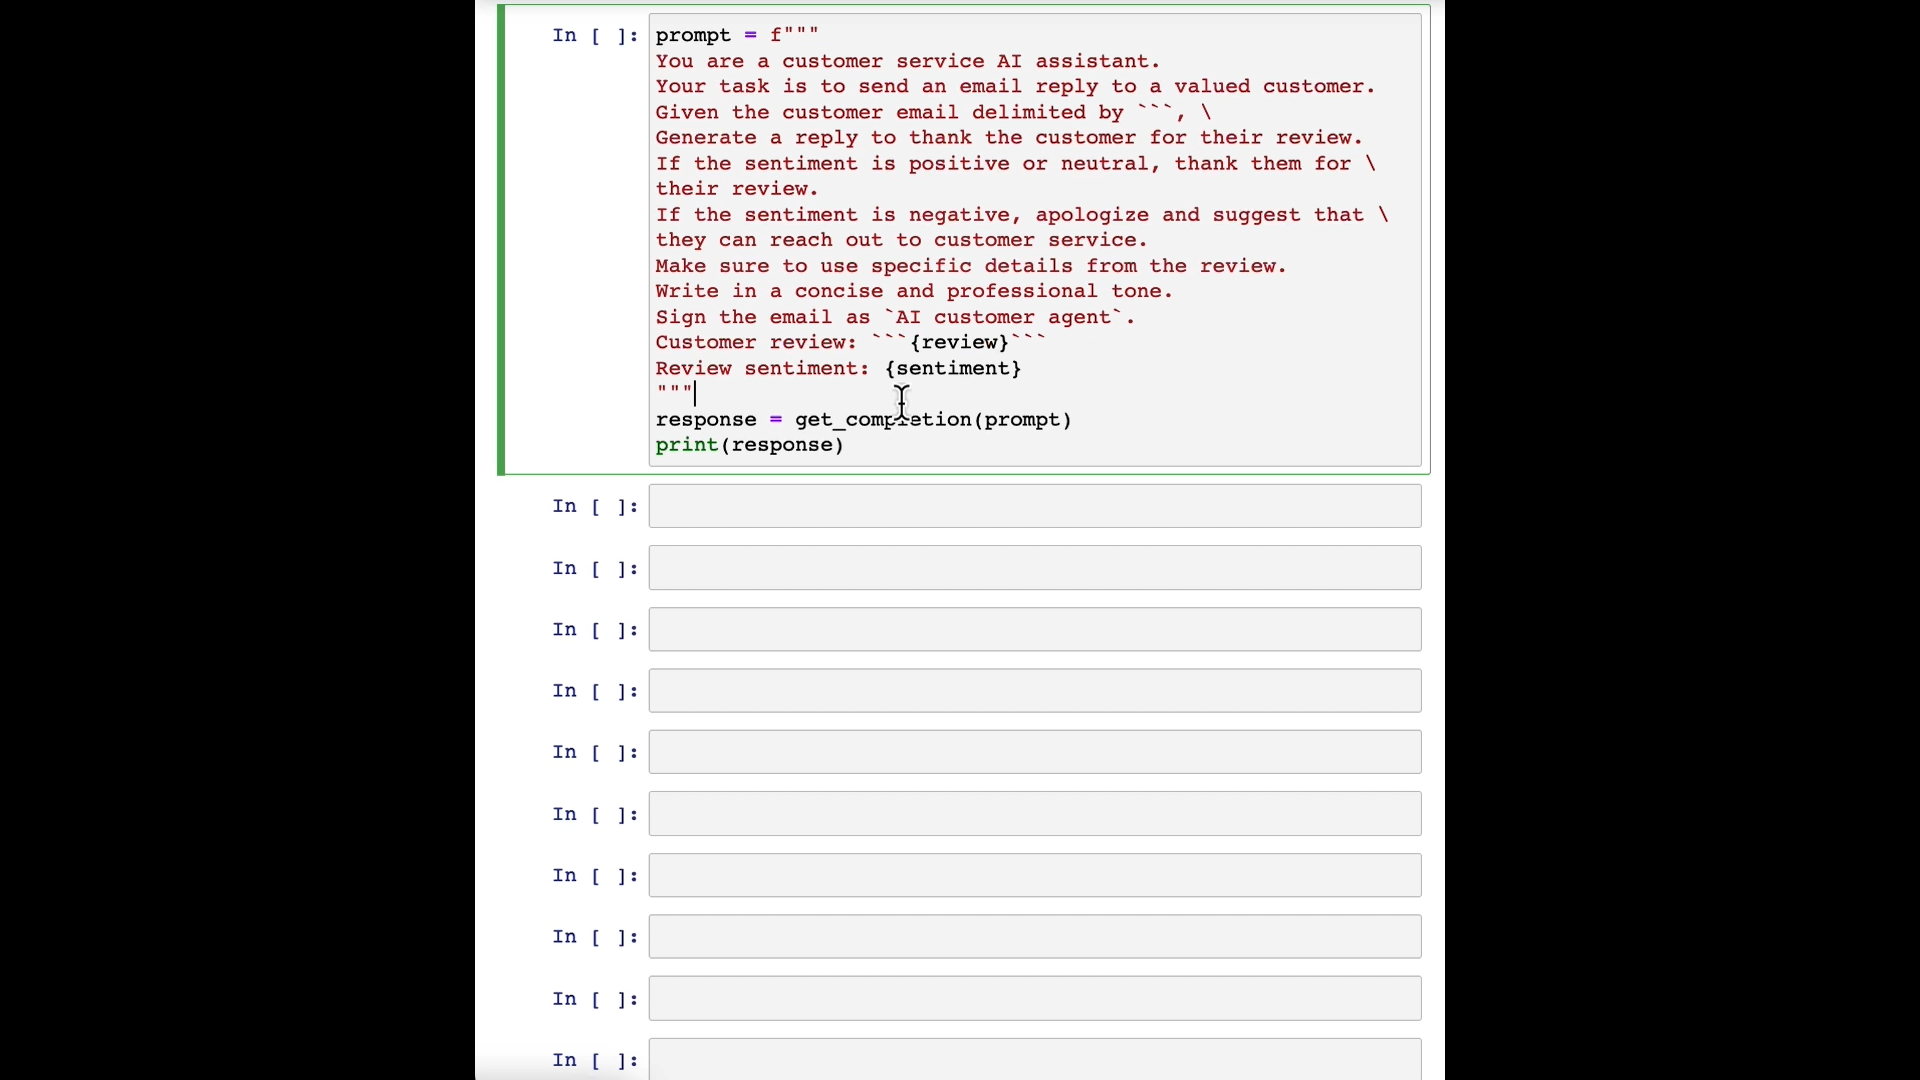 In [ ]: prompt = f"""
You are a customer service AI assistant.
Your task is to send an email reply to a valued customer.
Given the customer email delimited by ```, \
Generate a reply to thank the customer for their review.
If the sentiment is positive or neutral, thank them for \
their review.
If the sentiment is negative, apologize and suggest that \
they can reach out to customer service.
Make sure to use specific details from the review.
Write in a concise and professional tone.
Sign the email as `AI customer agent`.
Customer review: ```{review}```
Review sentiment: {sentiment}
"""
response = get_completion(prompt)
print(response)
In [ ]:
In [ ]:
In [ ]:
In [ ]:
In [ ]:
In [ ]:
In [ ]:
In [ ]:
In [ ]:
In [ ]: